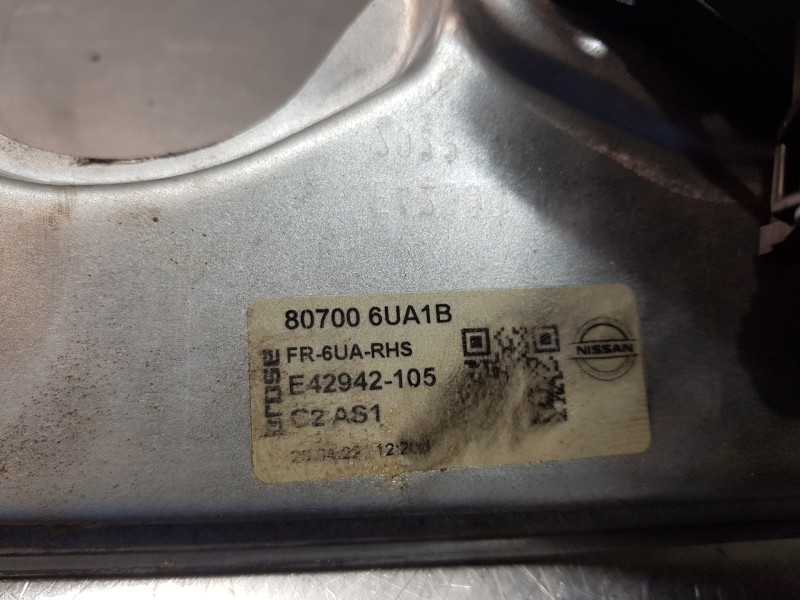 80700 6UA1B
FR-6UA-RHS
NISSAN
brose
E42942-105
C2 AS1